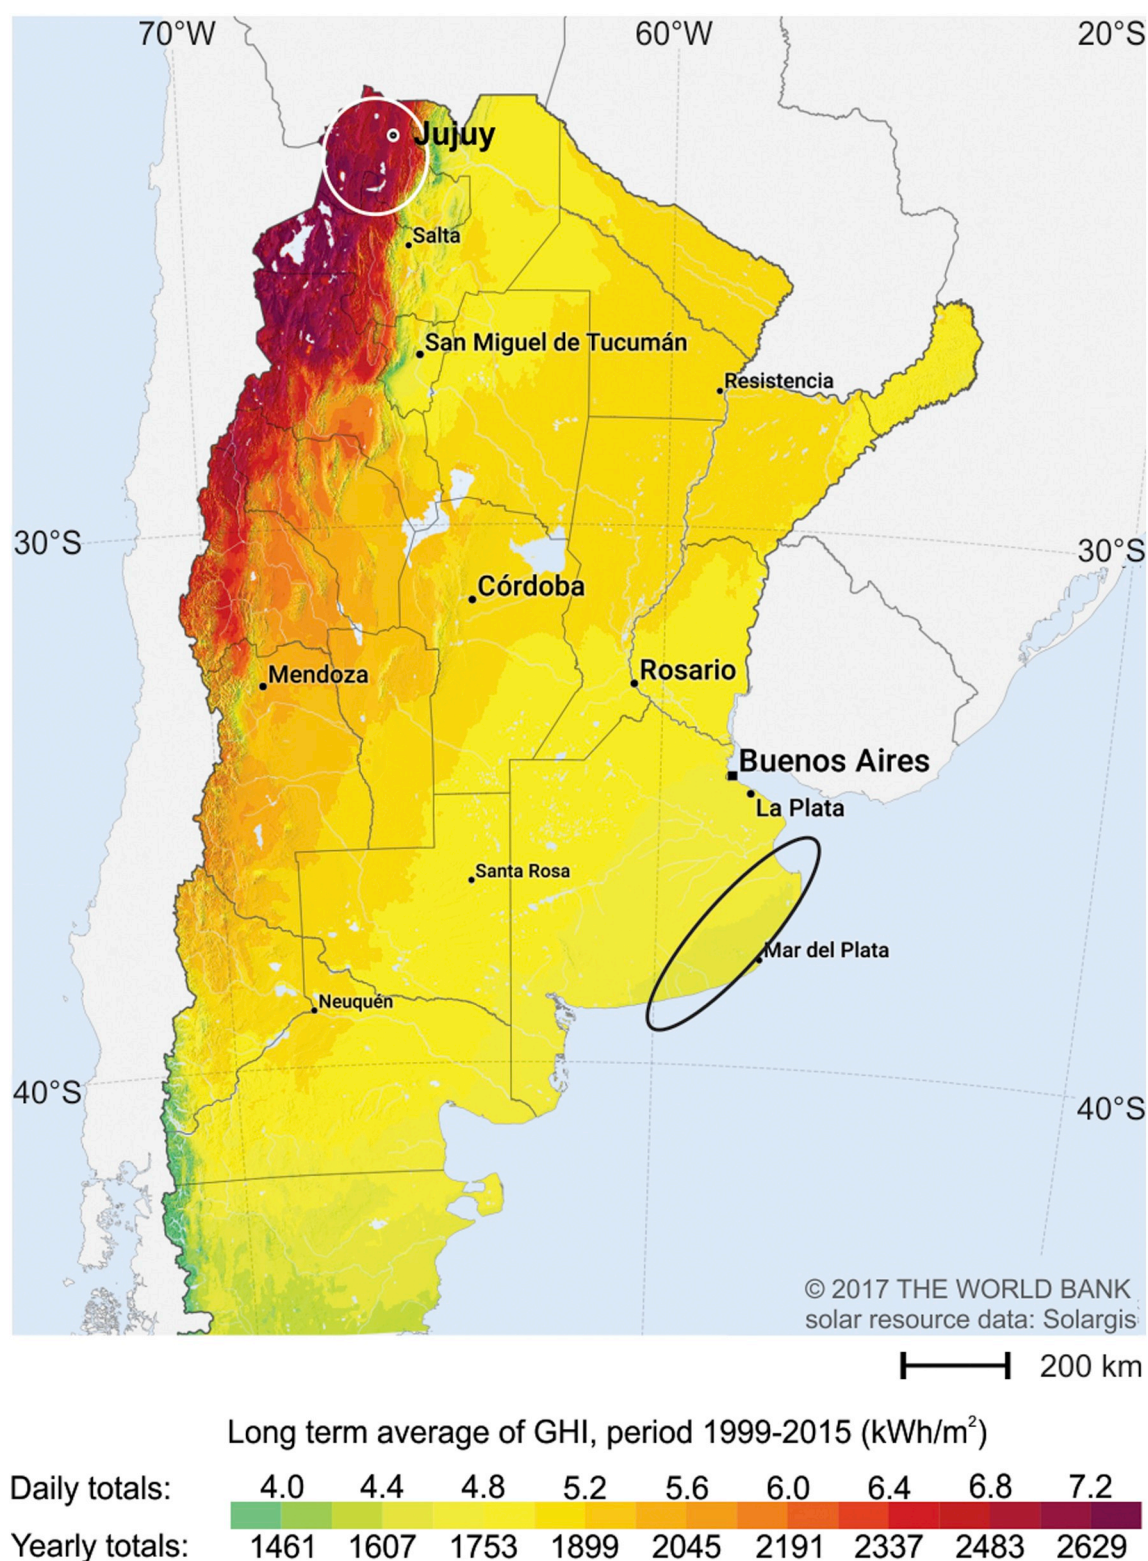 70°W 60°W 20°S
Jujuy
Salta
San Miguel de Tucumán
Resistencia
30°S 30°S
Córdoba
Mendoza
Rosario
Buenos Aires
La Plata
Santa Rosa
Mar del Plata
Neuquén
40°S 40°S
© 2017 THE WORLD BANK
solar resource data: Solargis
200 km
Long term average of GHI, period 1999-2015 (kWh/m²)
Daily totals: 4.0 4.4 4.8 5.2 5.6 6.0 6.4 6.8 7.2
Yearly totals: 1461 1607 1753 1899 2045 2191 2337 2483 2629